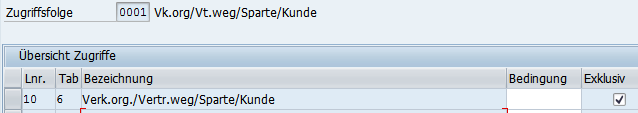 Zugriffsfolge 0001 Vk.org/Vt.weg/Sparte/Kunde
Übersicht Zugriffe
Lnr. Tab Bezeichnung Bedingung Exklusiv
10 6 Verk.org./Vertr.weg/Sparte/Kunde